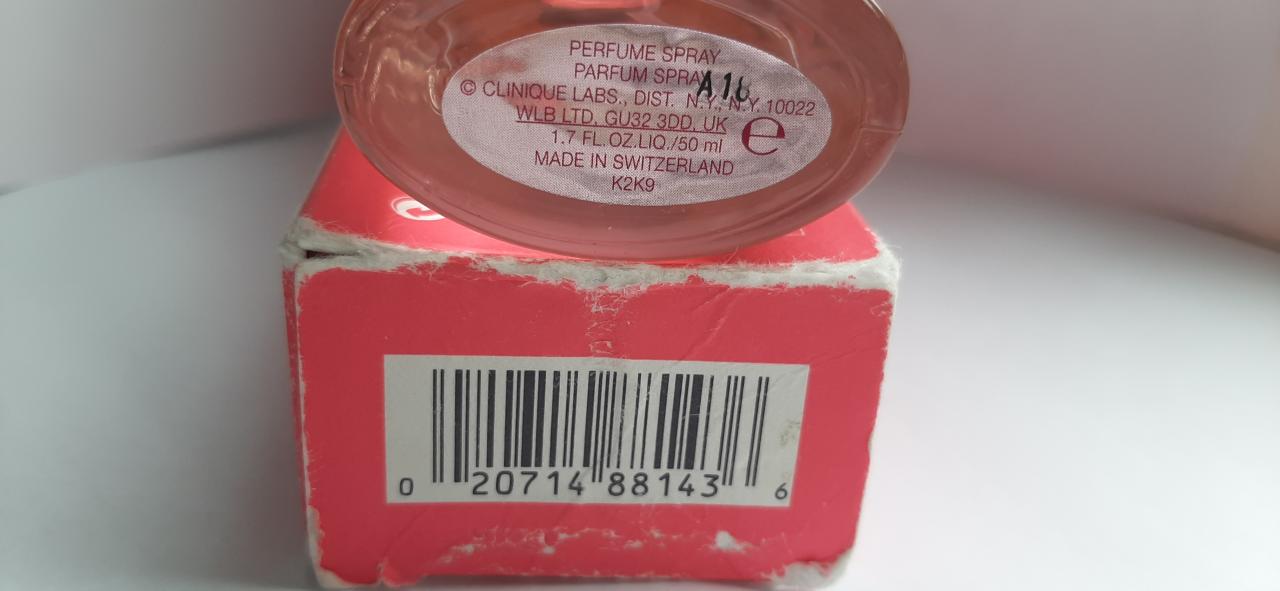 PERFUME SPRAY
PARFUM SPRAY
© CLINIQUE LABS., DIST. N.Y., N.Y. 10022
WLB LTD, GU32 3DD, UK e
1.7 FL.OZ.LIQ./50 ml
MADE IN SWITZERLAND
K2K9
0 20714 88143 6